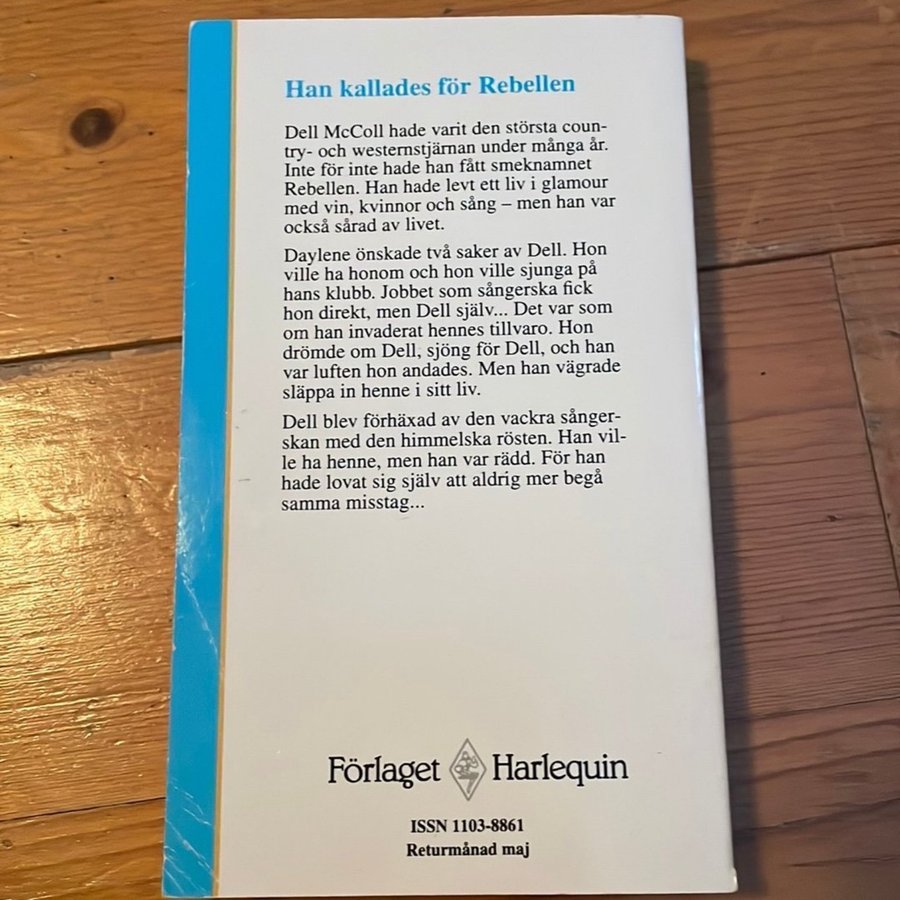 Han kallades för Rebellen
Dell McColl hade varit den största coun-
try- och westernstjärnan under många år.
Inte för inte hade han fått smeknamnet
Rebellen. Han hade levt ett liv i glamour
med vin, kvinnor och sång – men han var
också sårad av livet.
Daylene önskade två saker av Dell. Hon
ville ha honom och hon ville sjunga på
hans klubb. Jobbet som sångerska fick
hon direkt, men Dell själv... Det var som
om han invaderat hennes tillvaro. Hon
drömde om Dell, sjöng för Dell, och han
var luften hon andades. Men han vägrade
släppa in henne i sitt liv.
Dell blev förhäxad av den vackra sånger-
skan med den himmelska rösten. Han vil-
le ha henne, men han var rädd. För han
hade lovat sig själv att aldrig mer begå
samma misstag...
Förlaget Harlequin
ISSN 1103-8861
Returmånad maj